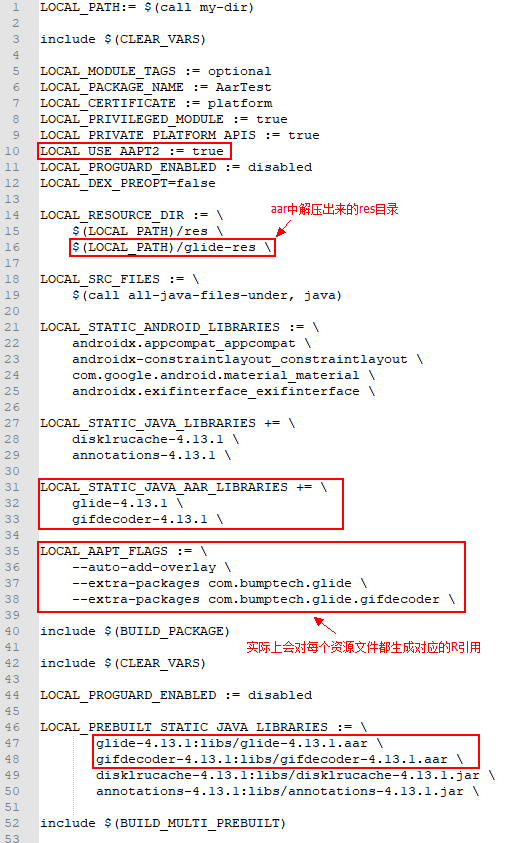 1 LOCAL_PATH:= $(call my-dir)
2
3 include $(CLEAR_VARS)
4
5 LOCAL_MODULE_TAGS := optional
6 LOCAL_PACKAGE_NAME := AarTest
7 LOCAL_CERTIFICATE := platform
8 LOCAL_PRIVILEGED_MODULE := true
9 LOCAL_PRIVATE_PLATFORM_APIS := true
10 LOCAL_USE_AAPT2 := true
11 LOCAL_PROGUARD_ENABLED := disabled
12 LOCAL_DEX_PREOPT=false
13
aar中解压出来的res目录
14 LOCAL_RESOURCE_DIR := \
15 $(LOCAL_PATH)/res \
16 $(LOCAL_PATH)/glide-res \
17
18 LOCAL_SRC_FILES := \
19 $(call all-java-files-under, java)
20
21 LOCAL_STATIC_ANDROID_LIBRARIES := \
22 androidx.appcompat_appcompat \
23 androidx-constraintlayout_constraintlayout \
24 com.google.android.material_material \
25 androidx.exifinterface_exifinterface \
26
27 LOCAL_STATIC_JAVA_LIBRARIES += \
28 disklrucache-4.13.1 \
29 annotations-4.13.1 \
30
31 LOCAL_STATIC_JAVA_AAR_LIBRARIES += \
32 glide-4.13.1 \
33 gifdecoder-4.13.1 \
34
35 LOCAL_AAPT_FLAGS := \
36 --auto-add-overlay \
37 --extra-packages com.bumptech.glide \
38 --extra-packages com.bumptech.glide.gifdecoder \
39
40 include $(BUILD_PACKAGE)
实际上会对每个资源文件都生成对应的R引用
41
42 include $(CLEAR_VARS)
43
44 LOCAL_PROGUARD_ENABLED := disabled
45
46 LOCAL_PREBUILT_STATIC_JAVA_LIBRARIES := \
47 glide-4.13.1:libs/glide-4.13.1.aar \
48 gifdecoder-4.13.1:libs/gifdecoder-4.13.1.aar \
49 disklrucache-4.13.1:libs/disklrucache-4.13.1.jar \
50 annotations-4.13.1:libs/annotations-4.13.1.jar \
51
52 include $(BUILD_MULTI_PREBUILT)
53